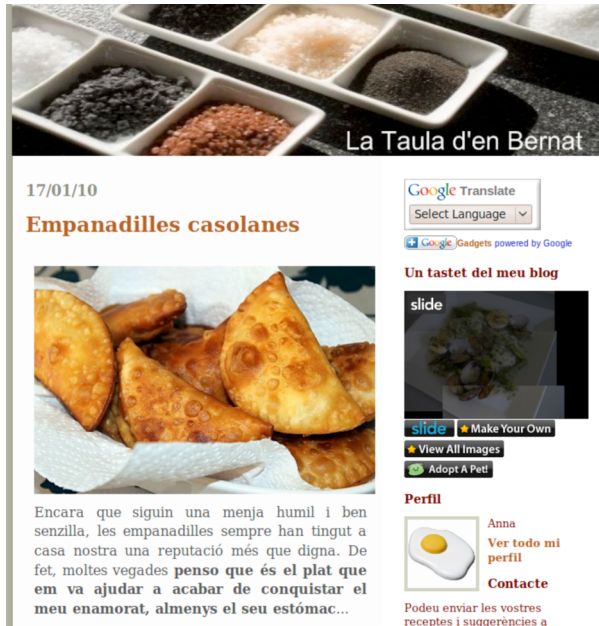 La Taula d'en Bernat
17/01/10
Empanadilles casolanes
Encara que siguin una menja humil i ben
senzilla, les empanadilles sempre han tingut a
casa nostra una reputació més que digna. De
fet, moltes vegades penso que és el plat que
em va ajudar a acabar de conquistar el
meu enamorat, almenys el seu estómac...
Google Translate
Select Language
Google Gadgets powered by Google
Un tastet del meu blog
slide
slide Make Your Own
View All Images
Adopt A Pet!
Perfil
Anna
Ver todo mi
perfil
Contacte
Podeu enviar les vostres
receptes i suggerències a